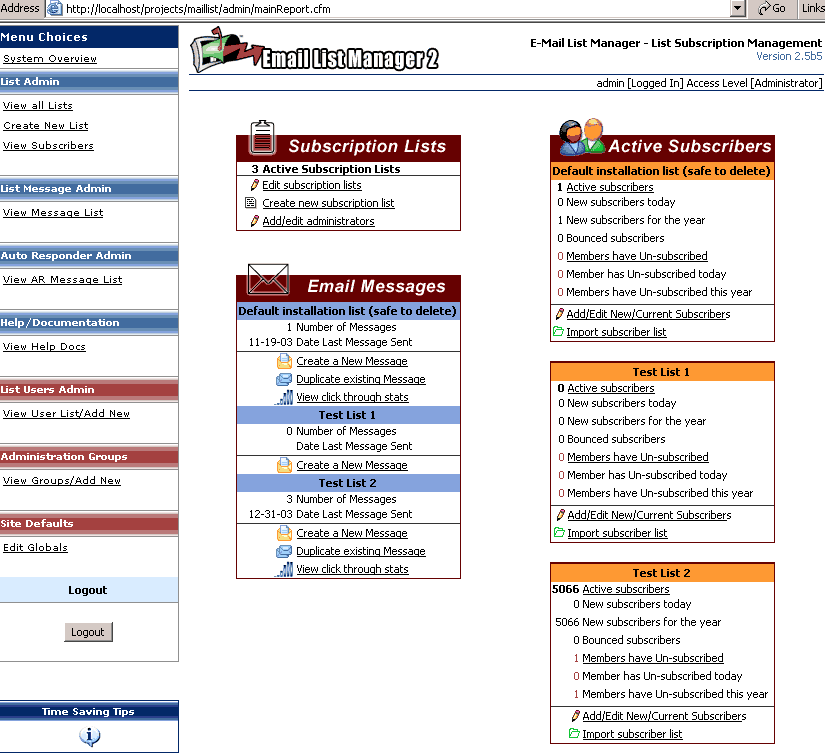 Address http://localhost/projects/maillist/admin/mainReport.cfm Go Links
Menu Choices
System Overview
List Admin
View all Lists
Create New List
View Subscribers
List Message Admin
View Message List
Auto Responder Admin
View AR Message List
Help/Documentation
View Help Docs
List Users Admin
View User List/Add New
Administration Groups
View Groups/Add New
Site Defaults
Edit Globals
Logout
Logout
Time Saving Tips
Email List Manager 2
E-Mail List Manager - List Subscription Management
Version 2.5b5
admin [Logged In] Access Level [Administrator]
Subscription Lists
3 Active Subscription Lists
Edit subscription lists
Create new subscription list
Add/edit administrators
Email Messages
Default installation list (safe to delete)
1 Number of Messages
11-19-03 Date Last Message Sent
Create a New Message
Duplicate existing Message
View click through stats
Test List 1
0 Number of Messages
Date Last Message Sent
Create a New Message
Test List 2
3 Number of Messages
12-31-03 Date Last Message Sent
Create a New Message
Duplicate existing Message
View click through stats
Active Subscribers
Default installation list (safe to delete)
1 Active subscribers
0 New subscribers today
1 New subscribers for the year
0 Bounced subscribers
0 Members have Un-subscribed
0 Member has Un-subscribed today
0 Members have Un-subscribed this year
Add/Edit New/Current Subscribers
Import subscriber list
Test List 1
0 Active subscribers
0 New subscribers today
0 New subscribers for the year
0 Bounced subscribers
0 Members have Un-subscribed
0 Member has Un-subscribed today
0 Members have Un-subscribed this year
Add/Edit New/Current Subscribers
Import subscriber list
Test List 2
5066 Active subscribers
0 New subscribers today
5066 New subscribers for the year
0 Bounced subscribers
1 Members have Un-subscribed
0 Member has Un-subscribed today
1 Members have Un-subscribed this year
Add/Edit New/Current Subscribers
Import subscriber list